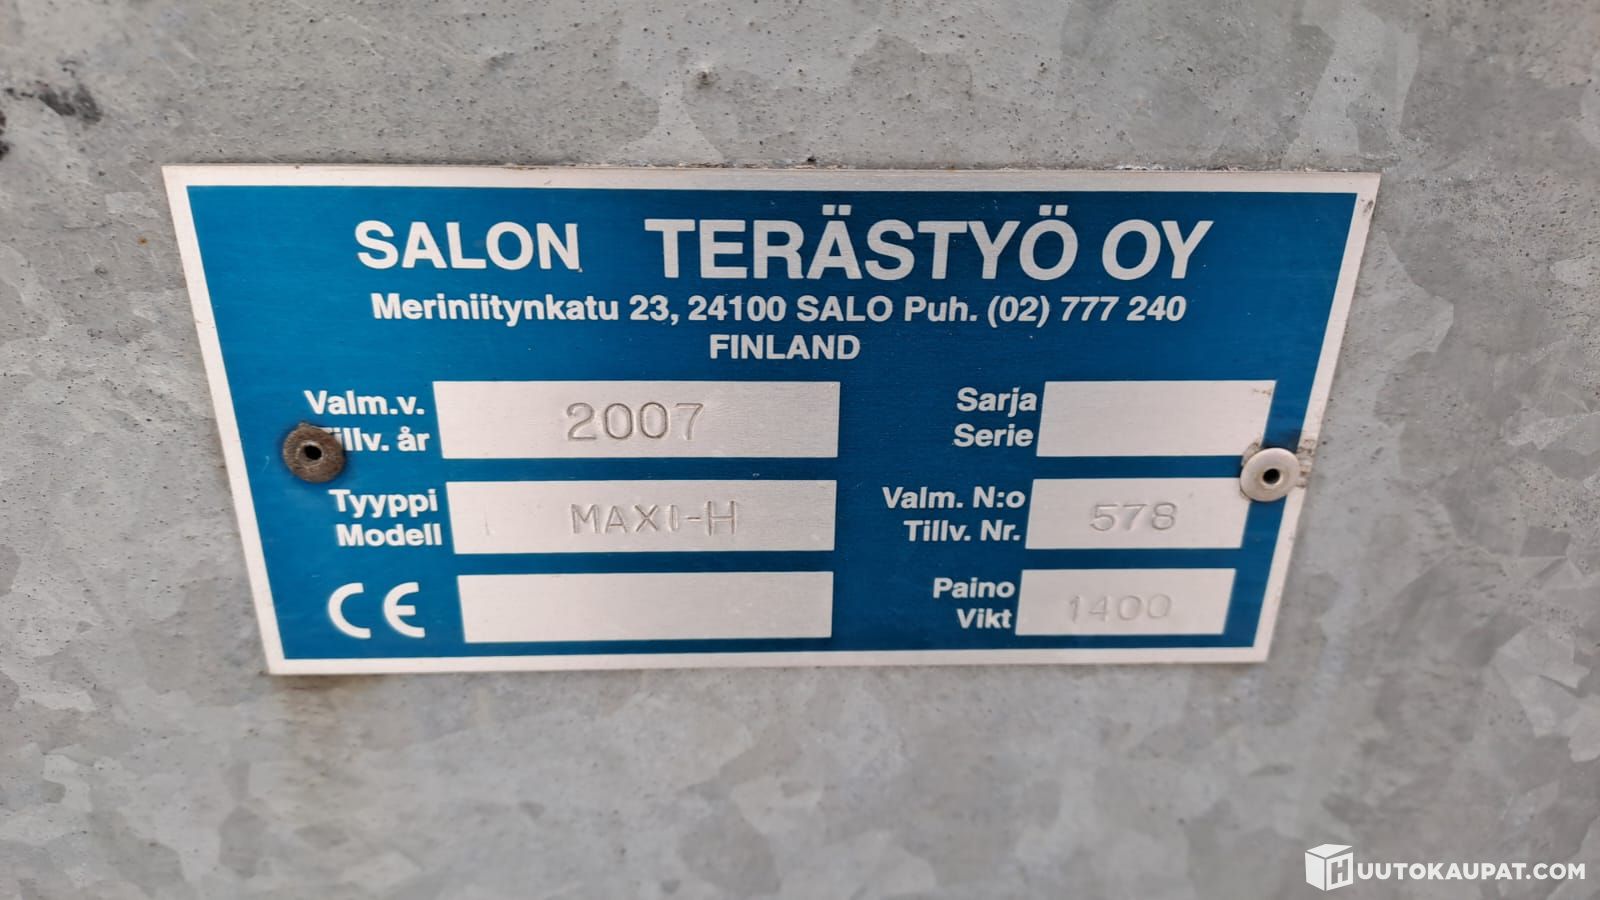 SALON TERÄSTYÖ OY
Meriniitynkatu 23, 24100 SALO Puh. (02) 777 240
FINLAND
Valm.v.
Tillv. år
2007
Sarja
Serie
Tyyppi
Modell
MAXI-H
Valm. N:o
Tillv. Nr.
578
CE
Paino
Vikt
1400
HUUTOKAUPAT.COM